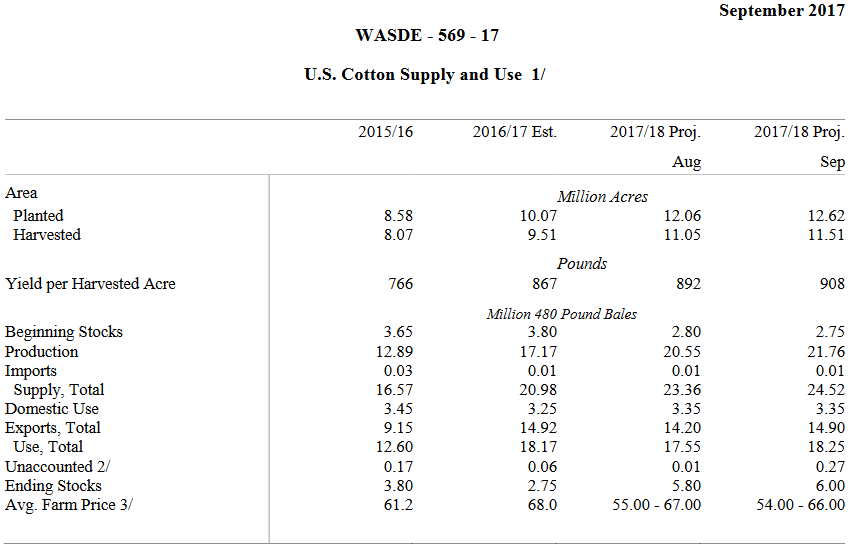 September 2017
WASDE - 569 - 17
U.S. Cotton Supply and Use 1/
2015/16 2016/17 Est. 2017/18 Proj. 2017/18 Proj.
Aug Sep
Area Million Acres
Planted 8.58 10.07 12.06 12.62
Harvested 8.07 9.51 11.05 11.51
Pounds
Yield per Harvested Acre 766 867 892 908
Million 480 Pound Bales
Beginning Stocks 3.65 3.80 2.80 2.75
Production 12.89 17.17 20.55 21.76
Imports 0.03 0.01 0.01 0.01
Supply, Total 16.57 20.98 23.36 24.52
Domestic Use 3.45 3.25 3.35 3.35
Exports, Total 9.15 14.92 14.20 14.90
Use, Total 12.60 18.17 17.55 18.25
Unaccounted 2/ 0.17 0.06 0.01 0.27
Ending Stocks 3.80 2.75 5.80 6.00
Avg. Farm Price 3/ 61.2 68.0 55.00 - 67.00 54.00 - 66.00